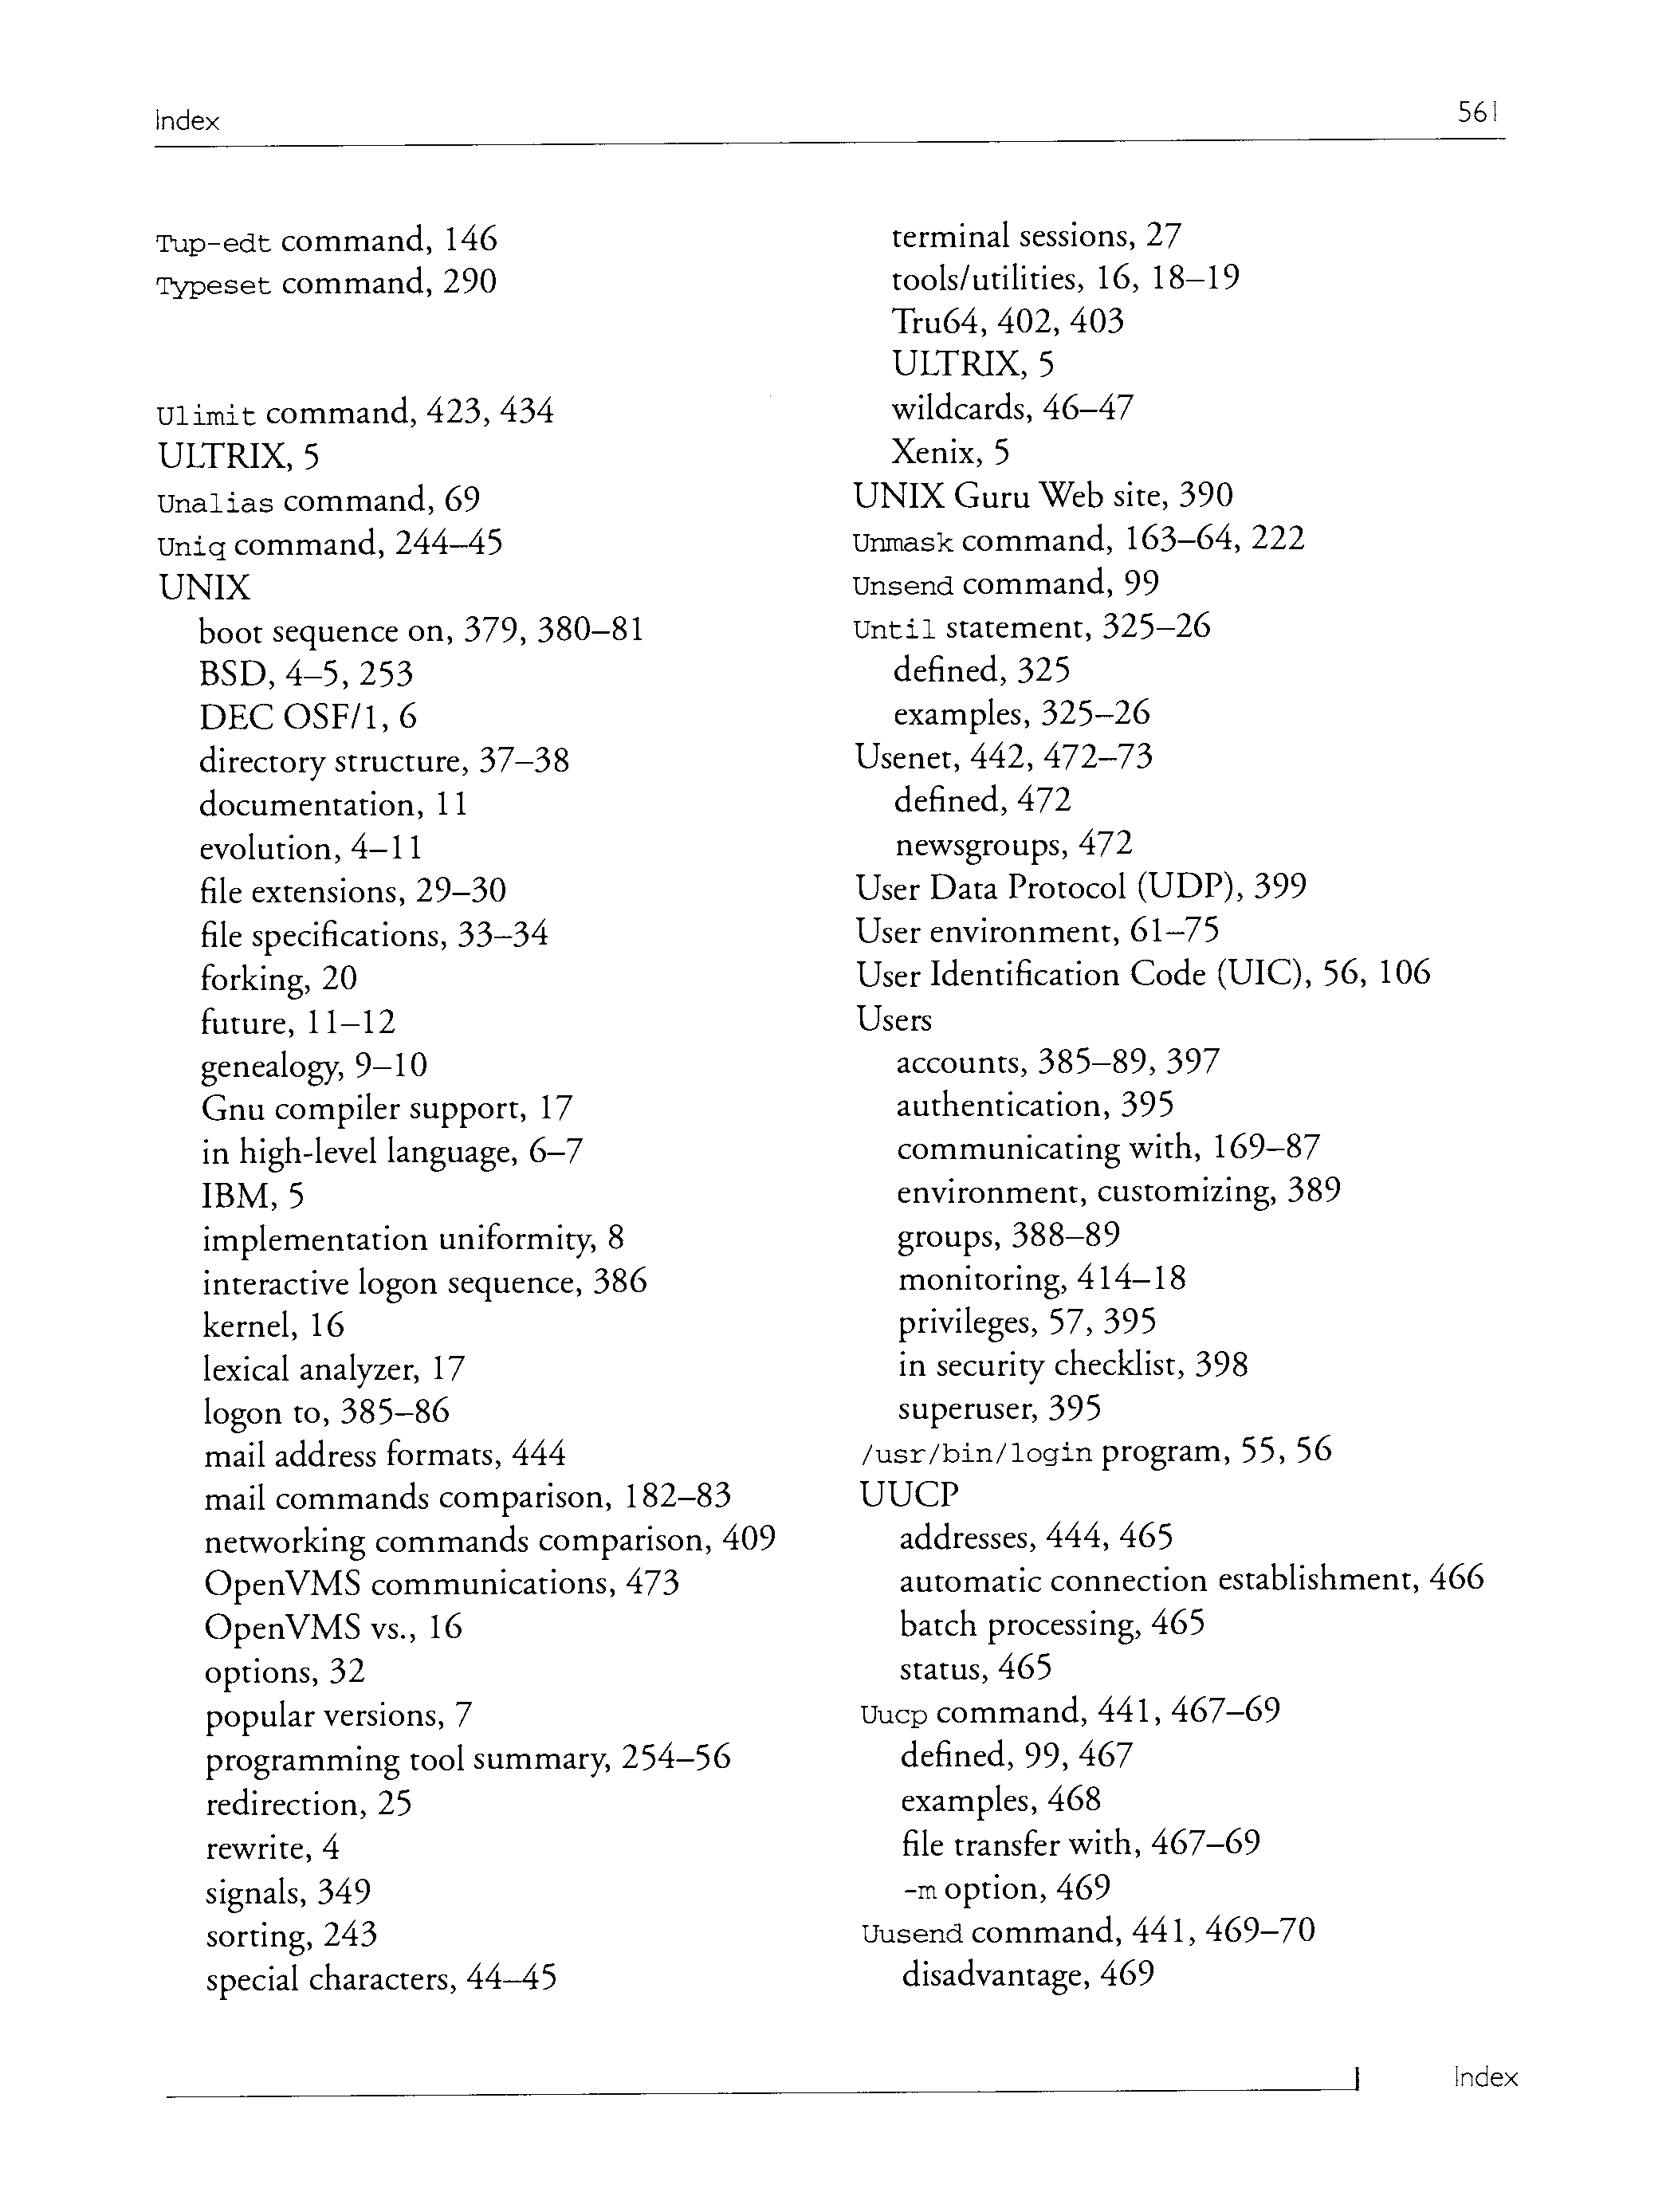 Index
561
Tup-edt command, 146
Typeset command, 290
Ulimit command, 423, 434
ULTRIX, 5
Unalias command, 69
Uniq command, 244–45
UNIX
boot sequence on, 379, 380–81
BSD, 4–5, 253
DEC OSF/1, 6
directory structure, 37–38
documentation, 11
evolution, 4–11
file extensions, 29–30
file specifications, 33–34
forking, 20
future, 11–12
genealogy, 9–10
Gnu compiler support, 17
in high-level language, 6–7
IBM, 5
implementation uniformity, 8
interactive logon sequence, 386
kernel, 16
lexical analyzer, 17
logon to, 385–86
mail address formats, 444
mail commands comparison, 182–83
networking commands comparison, 409
OpenVMS communications, 473
OpenVMS vs., 16
options, 32
popular versions, 7
programming tool summary, 254–56
redirection, 25
rewrite, 4
signals, 349
sorting, 243
special characters, 44–45
terminal sessions, 27
tools/utilities, 16, 18–19
Tru64, 402, 403
ULTRIX, 5
wildcards, 46–47
Xenix, 5
UNIX Guru Web site, 390
Unmask command, 163–64, 222
Unsend command, 99
Until statement, 325–26
defined, 325
examples, 325–26
Usenet, 442, 472–73
defined, 472
newsgroups, 472
User Data Protocol (UDP), 399
User environment, 61–75
User Identification Code (UIC), 56, 106
Users
accounts, 385–89, 397
authentication, 395
communicating with, 169–87
environment, customizing, 389
groups, 388–89
monitoring, 414–18
privileges, 57, 395
in security checklist, 398
superuser, 395
/usr/bin/login program, 55, 56
UUCP
addresses, 444, 465
automatic connection establishment, 466
batch processing, 465
status, 465
Uucp command, 441, 467–69
defined, 99, 467
examples, 468
file transfer with, 467–69
-m option, 469
Uusend command, 441, 469–70
disadvantage, 469
Index